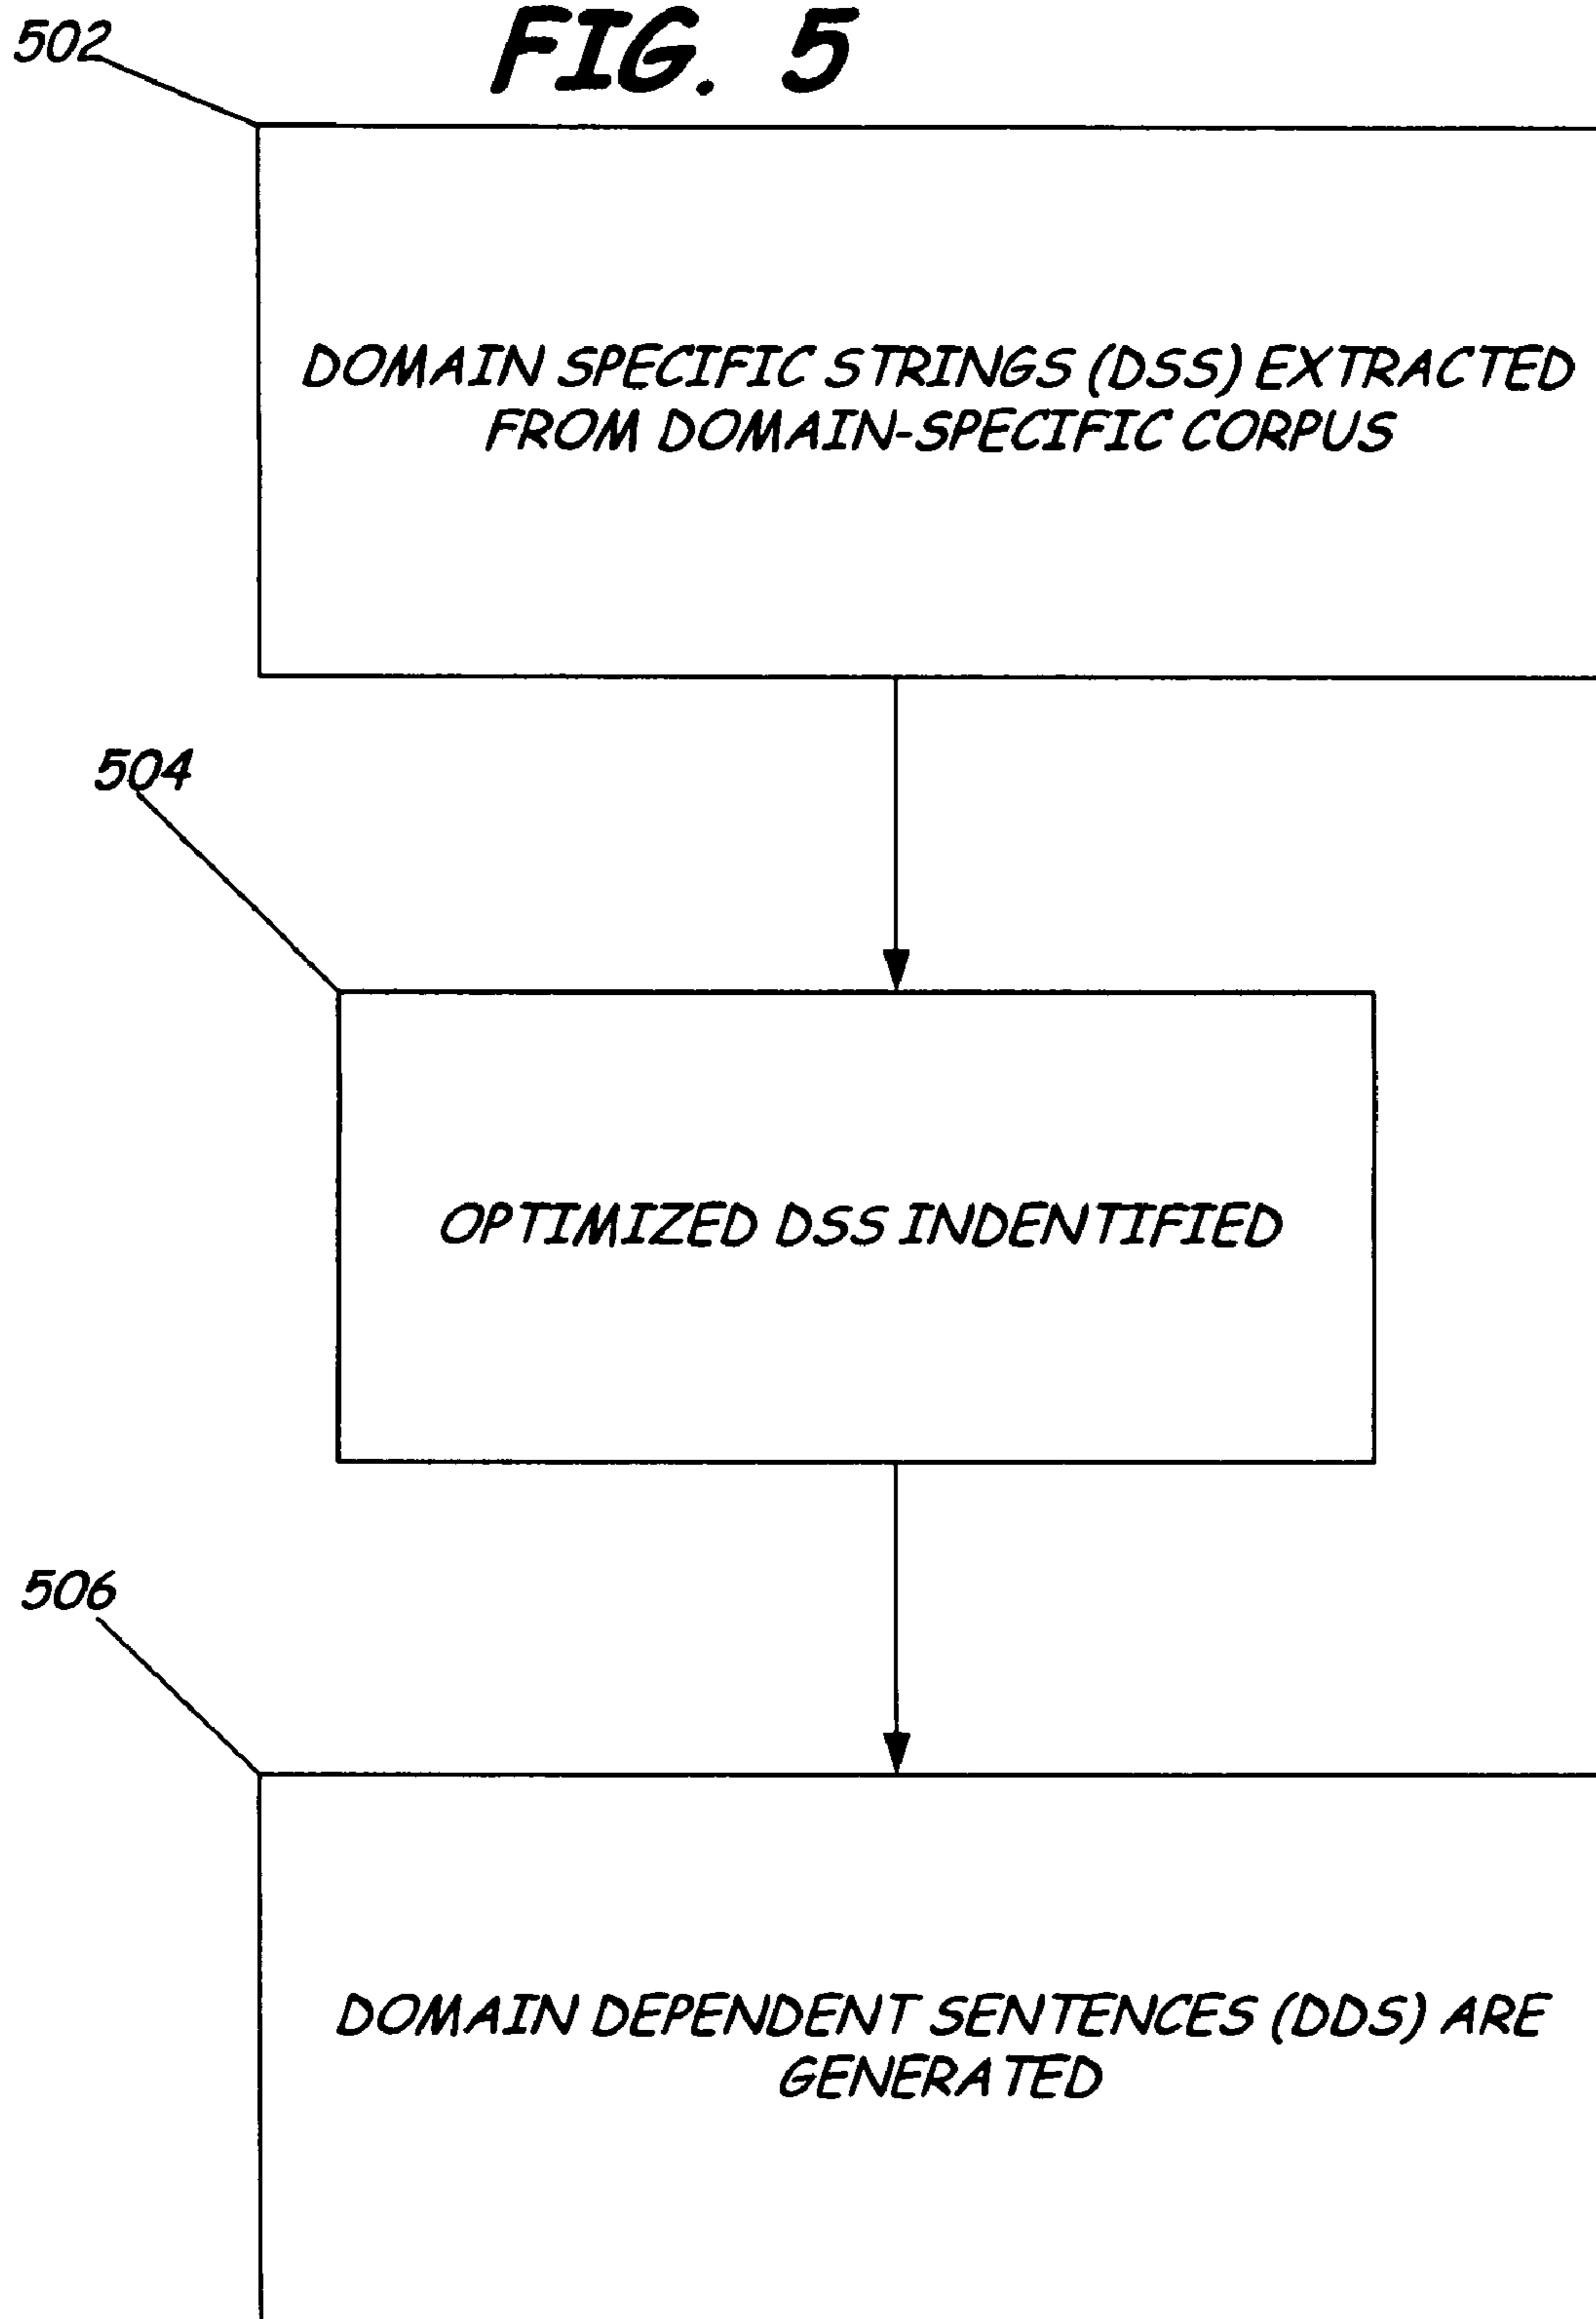 502
FIG. 5
DOMAIN SPECIFIC STRINGS (DSS) EXTRACTED
FROM DOMAIN-SPECIFIC CORPUS
504
OPTIMIZED DSS INDENTIFIED
506
DOMAIN DEPENDENT SENTENCES (DDS) ARE
GENERATED